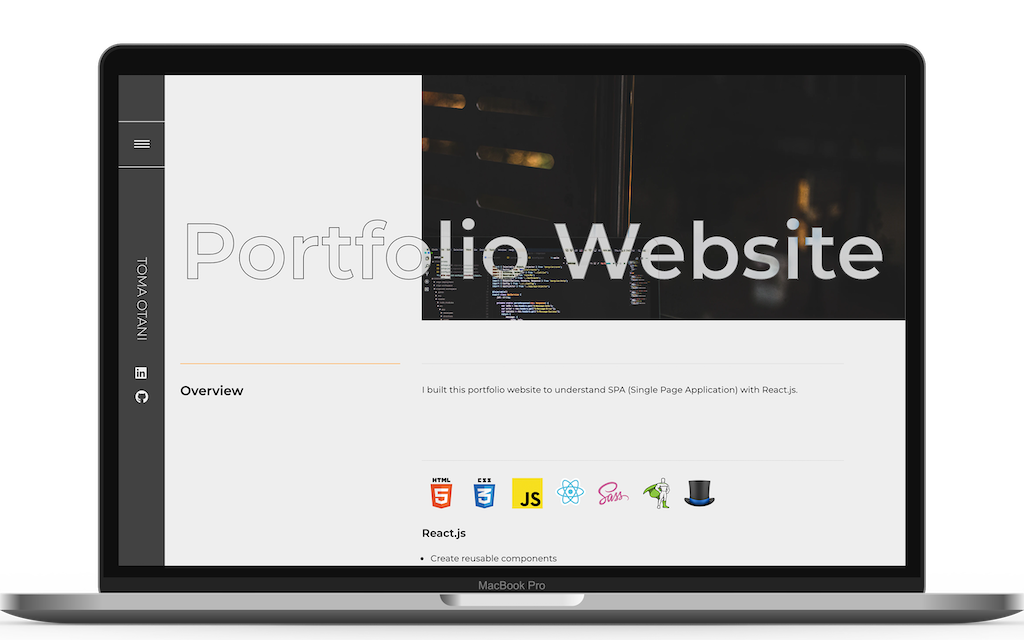 TOMA OTANI
Portfolio Website
Overview
I built this portfolio website to understand SPA (Single Page Application) with React.js.
HTML
5
CSS
3
JS
Sass
React.js
Create reusable components
MacBook Pro